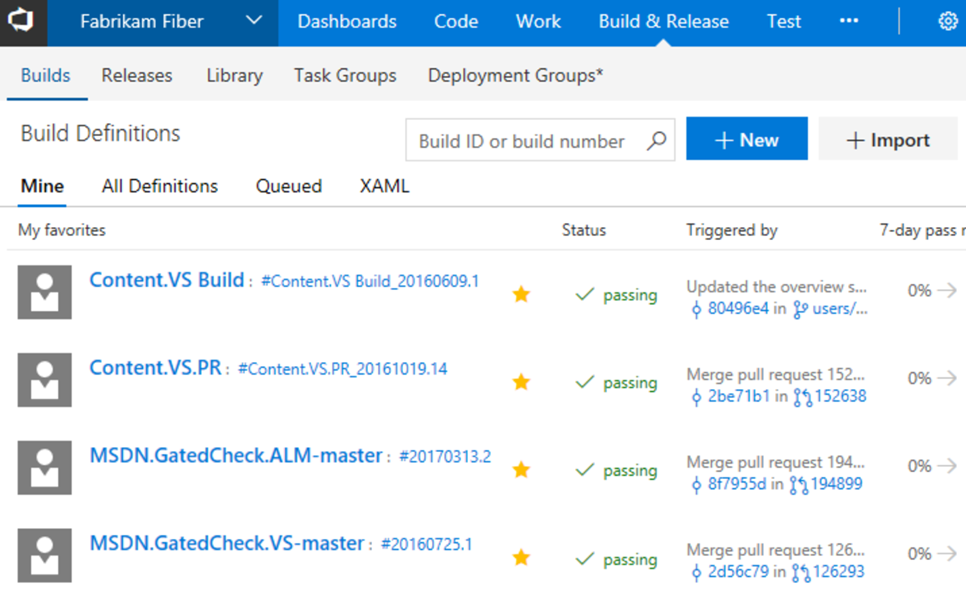 Fabrikam Fiber Dashboards Code Work Build & Release Test ...
Builds Releases Library Task Groups Deployment Groups*
Build Definitions Build ID or build number + New + Import
Mine All Definitions Queued XAML
My favorites Status Triggered by 7-day pass
Content.VS Build : #Content.VS Build_20160609.1 passing Updated the overview s... 0%
80496e4 in users/...
Content.VS.PR : #Content.VS.PR_20161019.14 passing Merge pull request 152... 0%
2be71b1 in 152638
MSDN.GatedCheck.ALM-master : #20170313.2 passing Merge pull request 194... 0%
8f7955d in 194899
MSDN.GatedCheck.VS-master : #20160725.1 passing Merge pull request 126... 0%
2d56c79 in 126293